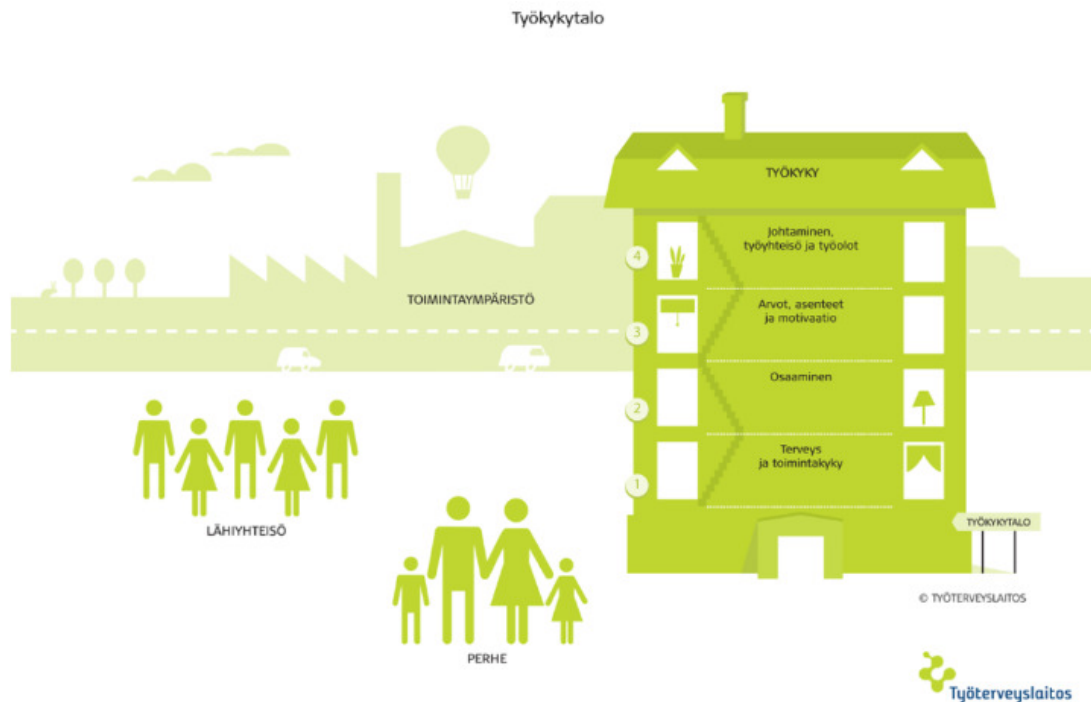 Työkykytalo
TYÖKYKY
Johtaminen,
työyhteisö ja työolot
4
Arvot, asenteet
ja motivaatio
3
Osaaminen
2
Terveys
ja toimintakyky
1
TOIMINTAYMPÄRISTÖ
LÄHIYHTEISÖ
PERHE
TYÖKYKYTALO
© TYÖTERVEYSLAITOS
Työterveyslaitos